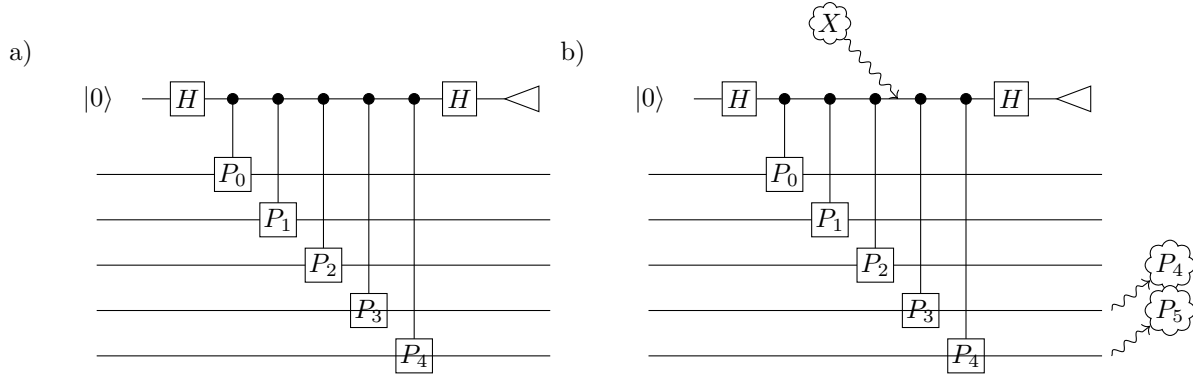 a)
|0⟩ H H
P₀
P₁
P₂
P₃
P₄
b)
X
|0⟩ H H
P₀
P₁
P₂
P₃
P₄
P₄
P₅